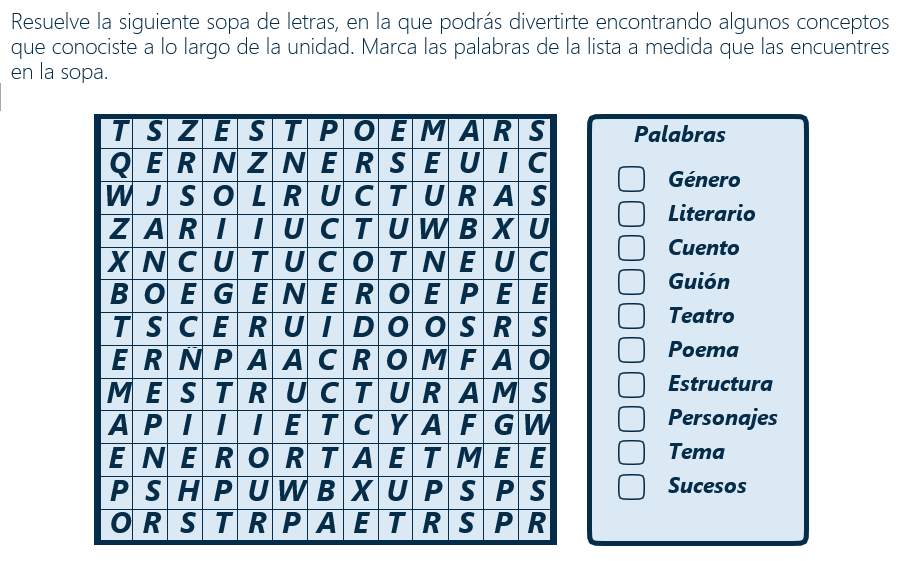 Resuelve la siguiente sopa de letras, en la que podrás divertirte encontrando algunos conceptos
que conociste a lo largo de la unidad. Marca las palabras de la lista a medida que las encuentres
en la sopa.
T S Z E S T P O E M A R S
Q E R N Z N E R S E U I C
W J S O L R U C T U R A S
Z A R I I U C T U W B X U
X N C U T U C O T N E U C
B O E G E N E R O E P E E
T S C E R U I D O O S R S
E R Ñ P A A C R O M F A O
M E S T R U C T U R A M S
A P I I I E T C Y A F G W
E N E R O R T A E T M E E
P S H P U W B X U P S P S
O R S T R P A E T R S P R
Palabras
Género
Literario
Cuento
Guión
Teatro
Poema
Estructura
Personajes
Tema
Sucesos